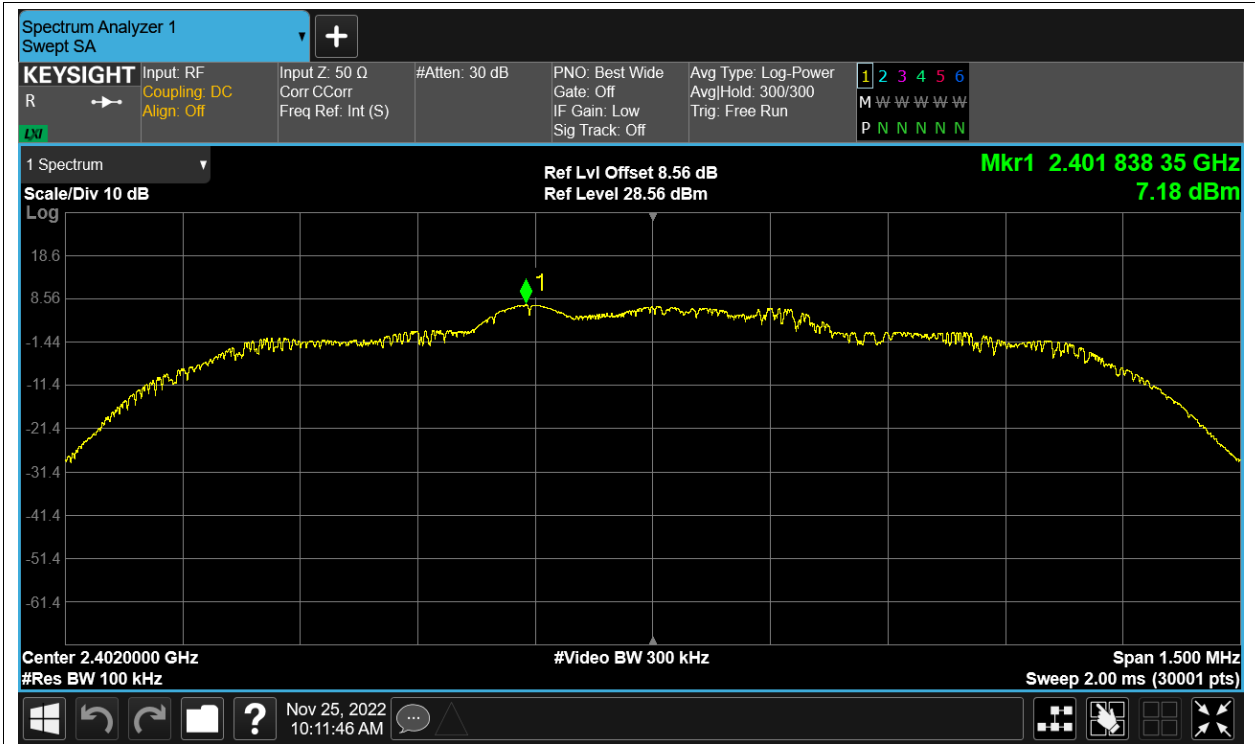 Spectrum Analyzer 1
Swept SA
KEYSIGHT
R
LXI
Input: RF
Coupling: DC
Align: Off
Input Z: 50 Ω
Corr CCorr
Freq Ref: Int (S)
#Atten: 30 dB
PNO: Best Wide
Gate: Off
IF Gain: Low
Sig Track: Off
Avg Type: Log-Power
Avg|Hold: 300/300
Trig: Free Run
1 2 3 4 5 6
M W W W W W
P N N N N N
1 Spectrum
Scale/Div 10 dB
Log
Ref Lvl Offset 8.56 dB
Ref Level 28.56 dBm
Mkr1 2.401 838 35 GHz
7.18 dBm
18.6
8.56
-1.44
-11.4
-21.4
-31.4
-41.4
-51.4
-61.4
1
Center 2.4020000 GHz
#Res BW 100 kHz
#Video BW 300 kHz
Span 1.500 MHz
Sweep 2.00 ms (30001 pts)
?
Nov 25, 2022
10:11:46 AM